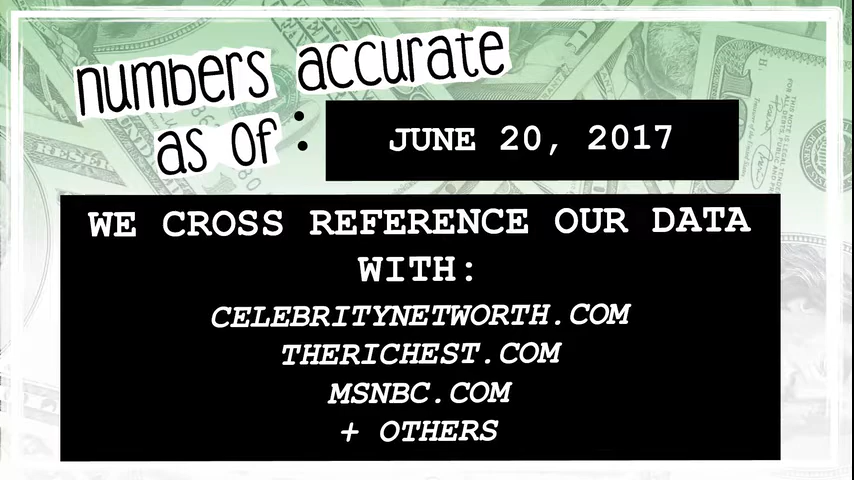 numbers accurate
as of:
JUNE 20, 2017
WE CROSS REFERENCE OUR DATA
WITH:
CELEBRITYNETWORTH.COM
THERICHEST.COM
MSNBC.COM
+ OTHERS